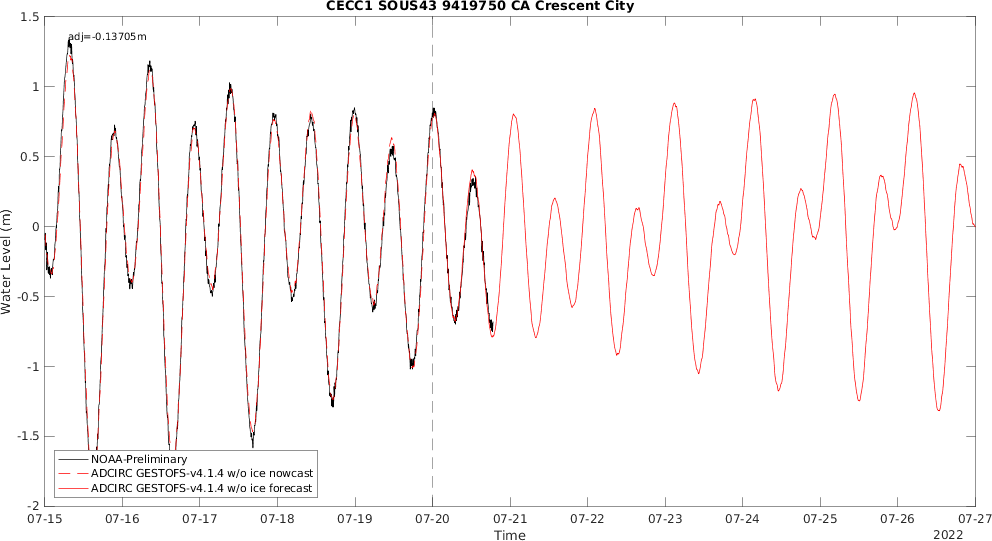 CECC1 SOUS43 9419750 CA Crescent City
adj=-0.13705m
1.5
1
0.5
0
-0.5
-1
-1.5
-2
Water Level (m)
NOAA-Preliminary
ADCIRC GESTOFS-v4.1.4 w/o ice nowcast
ADCIRC GESTOFS-v4.1.4 w/o ice forecast
07-15 07-16 07-17 07-18 07-19 07-20 07-21 07-22 07-23 07-24 07-25 07-26 07-27
Time
2022